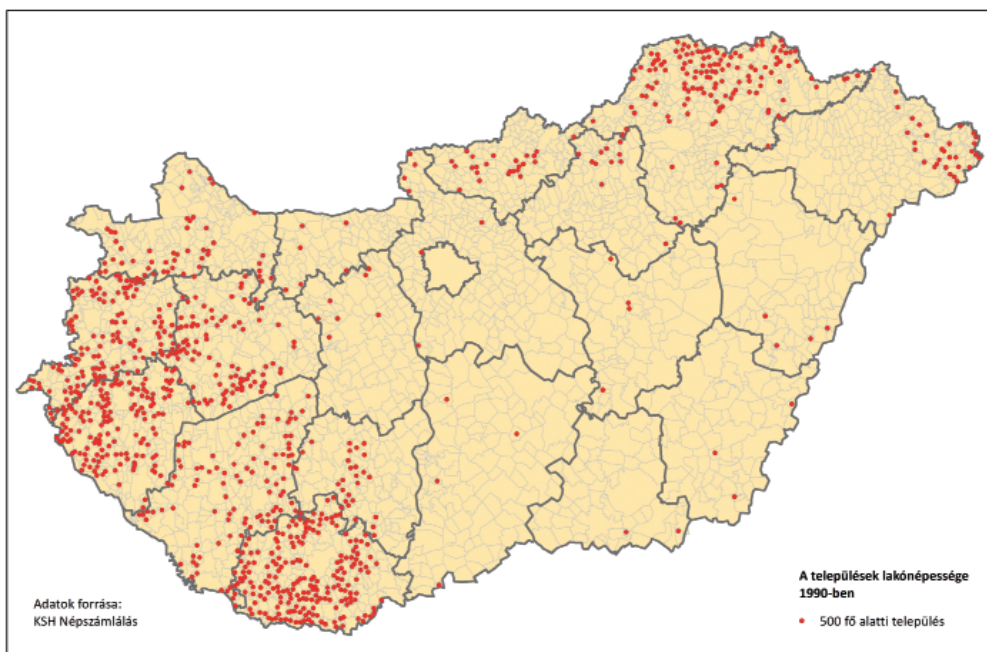 Adatok forrása:
KSH Népszámlálás
A települések lakónépessége
1990-ben
500 fő alatti település